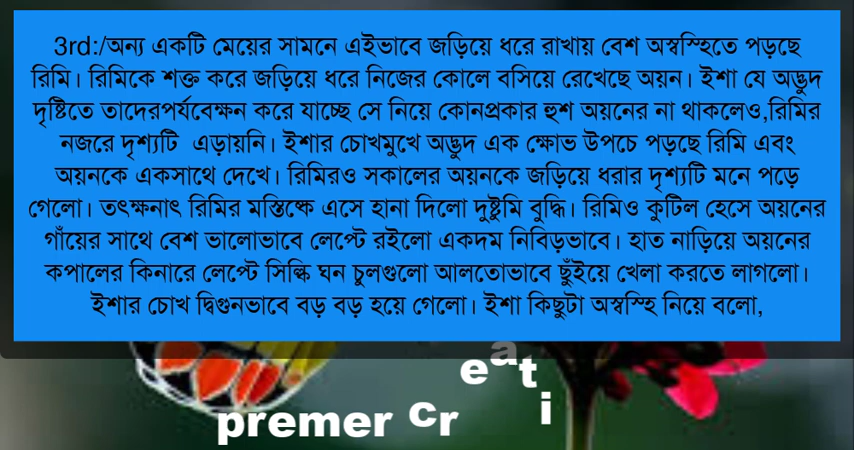 3rd:/অন্য একটি মেয়ের সামনে এইভাবে জড়িয়ে ধরে রাখায় বেশ অস্বস্হিতে পড়ছে
রিমি। রিমিকে শক্ত করে জড়িয়ে ধরে নিজের কোলে বসিয়ে রেখেছে অয়ন। ইশা যে অদ্ভুদ
দৃষ্টিতে তাদেরপর্যবেক্ষন করে যাচ্ছে সে নিয়ে কোনপ্রকার হুশ অয়নের না থাকলেও,রিমির
নজরে দৃশ্যটি এড়ায়নি। ইশার চোখমুখে অদ্ভুদ এক ক্ষোভ উপচে পড়ছে রিমি এবং
অয়নকে একসাথে দেখে। রিমিরও সকালের অয়নকে জড়িয়ে ধরার দৃশ্যটি মনে পড়ে
গেলো। তৎক্ষনাৎ রিমির মস্তিষ্কে এসে হানা দিলো দুষ্টুমি বুদ্ধি। রিমিও কুটিল হেসে অয়নের
গাঁয়ের সাথে বেশ ভালোভাবে লেপ্টে রইলো একদম নিবিড়ভাবে। হাত নাড়িয়ে অয়নের
কপালের কিনারে লেপ্টে সিল্কি ঘন চুলগুলো আলতোভাবে ছুঁইয়ে খেলা করতে লাগলো।
ইশার চোখ দ্বিগুনভাবে বড় বড় হয়ে গেলো। ইশা কিছুটা অস্বস্হি নিয়ে বলো,
premer creati